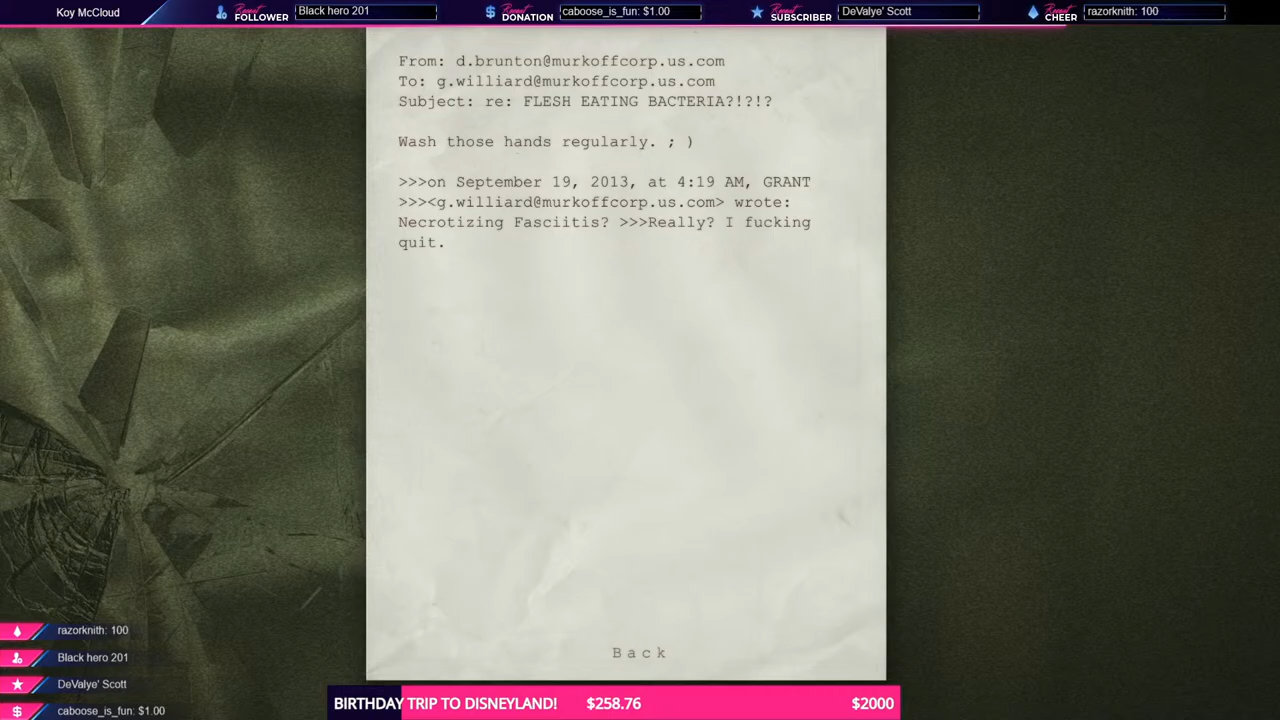 Koy McCloud
Recent FOLLOWER Black hero 201
Recent DONATION caboose_is_fun: $1.00
Recent SUBSCRIBER DeValye' Scott
Recent CHEER razorknith: 100
From: d.brunton@murkoffcorp.us.com
To: g.williard@murkoffcorp.us.com
Subject: re: FLESH EATING BACTERIA?!?!?
Wash those hands regularly. ; )
>>>on September 19, 2013, at 4:19 AM, GRANT
>>><g.williard@murkoffcorp.us.com> wrote:
Necrotizing Fasciitis? >>>Really? I fucking
quit.
Back
razorknith: 100
Black hero 201
DeValye' Scott
caboose_is_fun: $1.00
BIRTHDAY TRIP TO DISNEYLAND! $258.76 $2000